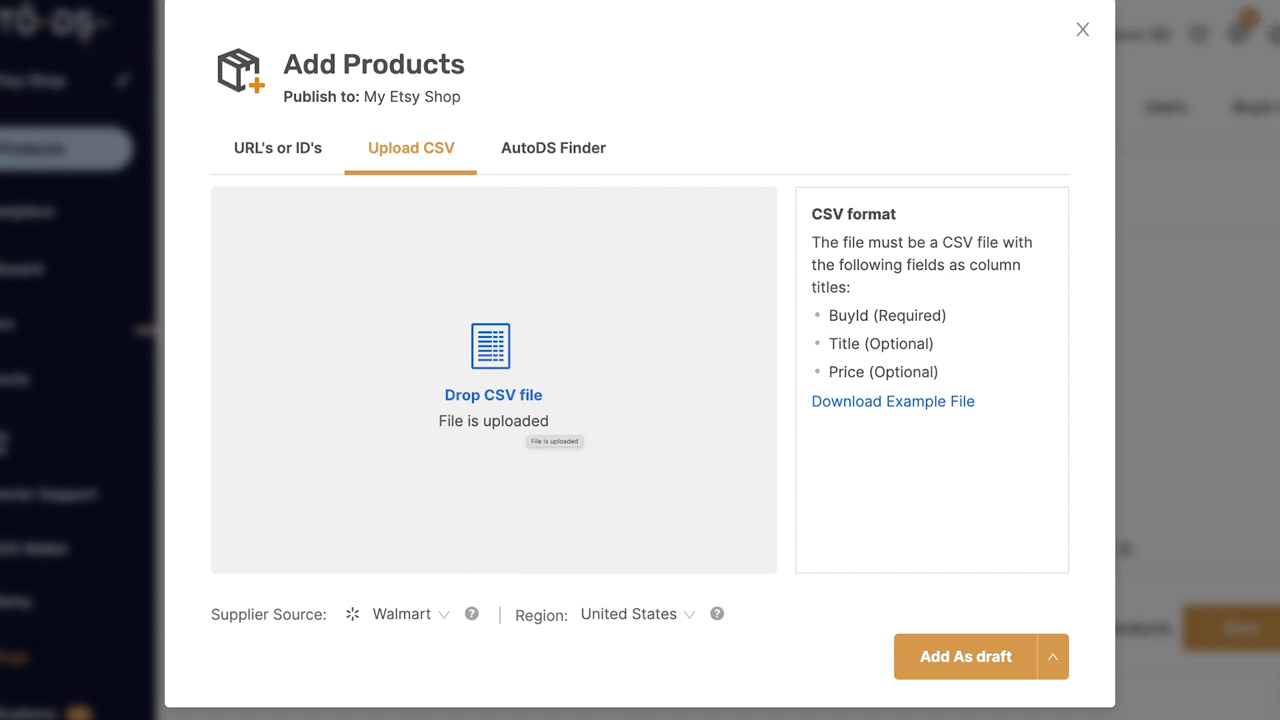 Add Products
Publish to: My Etsy Shop
URL's or ID's
Upload CSV
AutoDS Finder
Drop CSV file
File is uploaded
File is uploaded
CSV format
The file must be a CSV file with
the following fields as column
titles:
BuyId (Required)
Title (Optional)
Price (Optional)
Download Example File
Supplier Source: Walmart ? | Region: United States ?
Add As draft